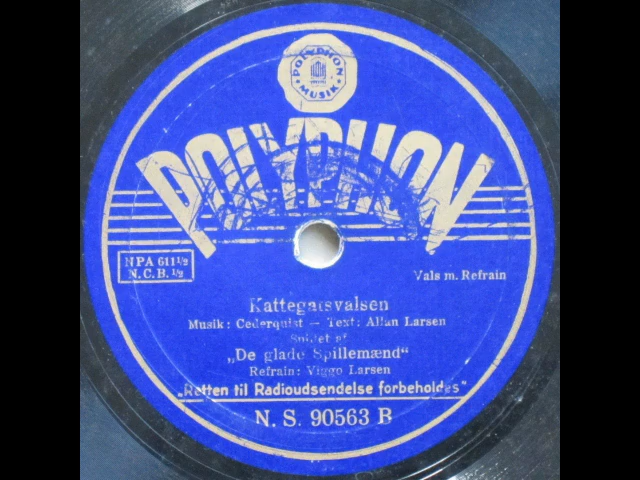 POLYPHON
MUSIK
POLYPHON
NPA 611½
N.C.B. ½
Vals m. Refrain
Kattegatsvalsen
Musik: Cederquist — Text: Allan Larsen
Spillet af
„De glade Spillemænd“
Refrain: Viggo Larsen
„Retten til Radioudsendelse forbeholdes“
N. S. 90563 B